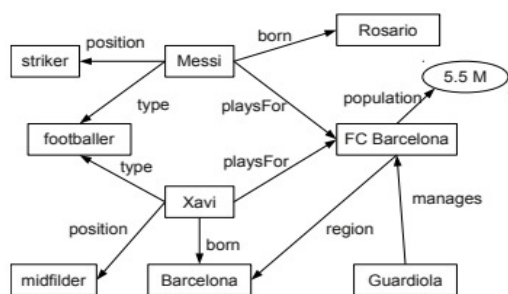 position
born
Rosario
striker
Messi
5.5 M
type
playsFor
population
footballer
FC Barcelona
type
playsFor
Xavi
position
manages
born
region
midfilder
Barcelona
Guardiola